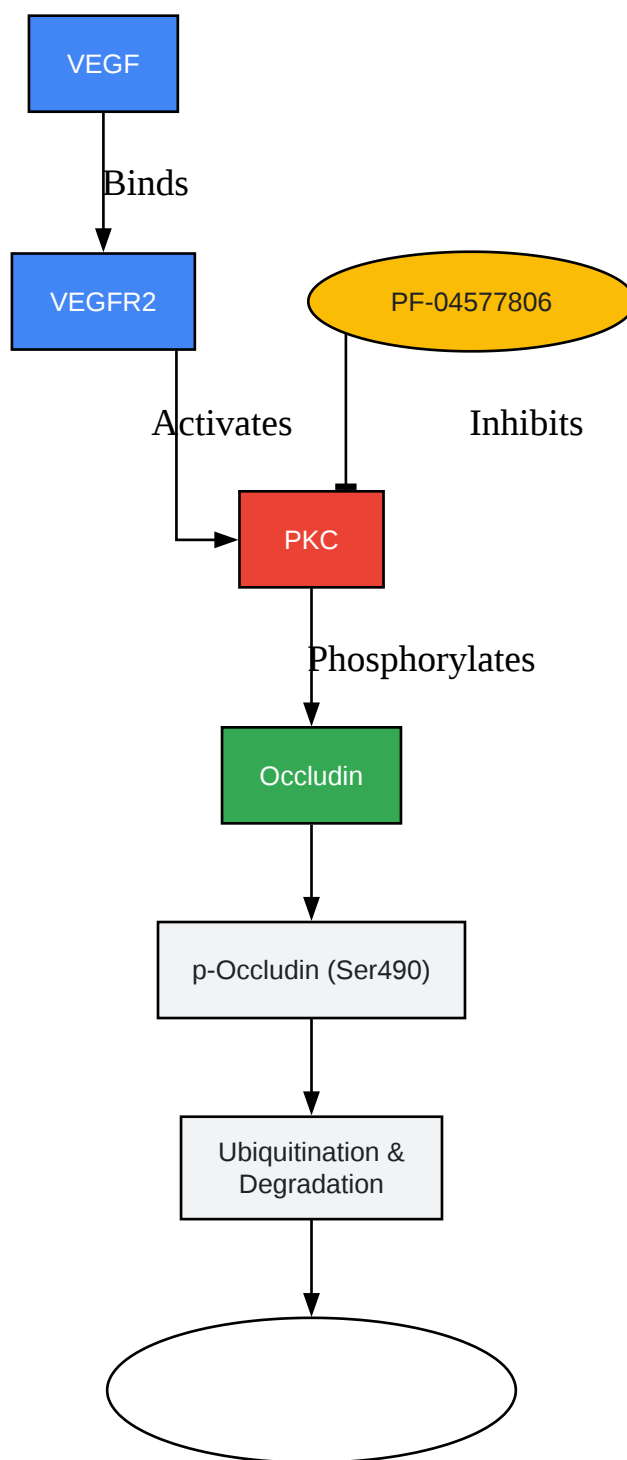 VEGF
Binds
VEGFR2
PF-04577806
Activates
Inhibits
PKC
Phosphorylates
Occludin
p-Occludin (Ser490)
Ubiquitination &
Degradation